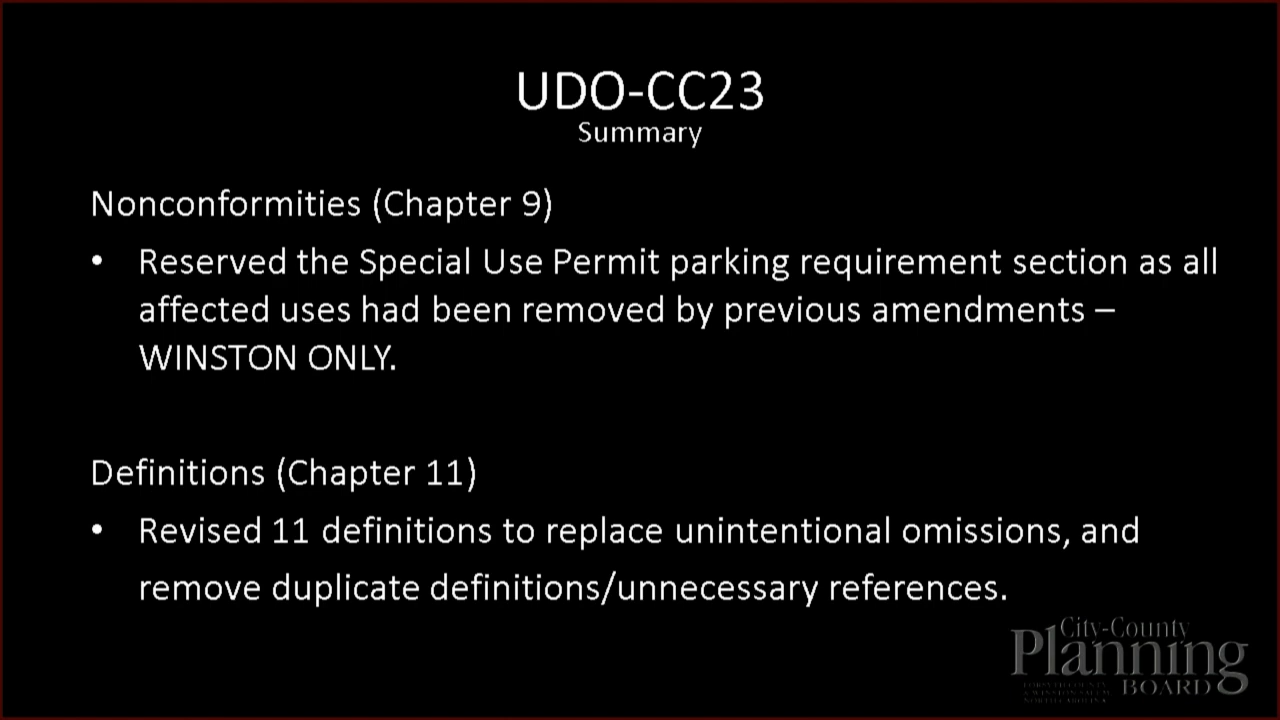 UDO-CC23
Summary
Nonconformities (Chapter 9)
• Reserved the Special Use Permit parking requirement section as all
affected uses had been removed by previous amendments –
WINSTON ONLY.
Definitions (Chapter 11)
• Revised 11 definitions to replace unintentional omissions, and
remove duplicate definitions/unnecessary references.
City-County
Planning
BOARD